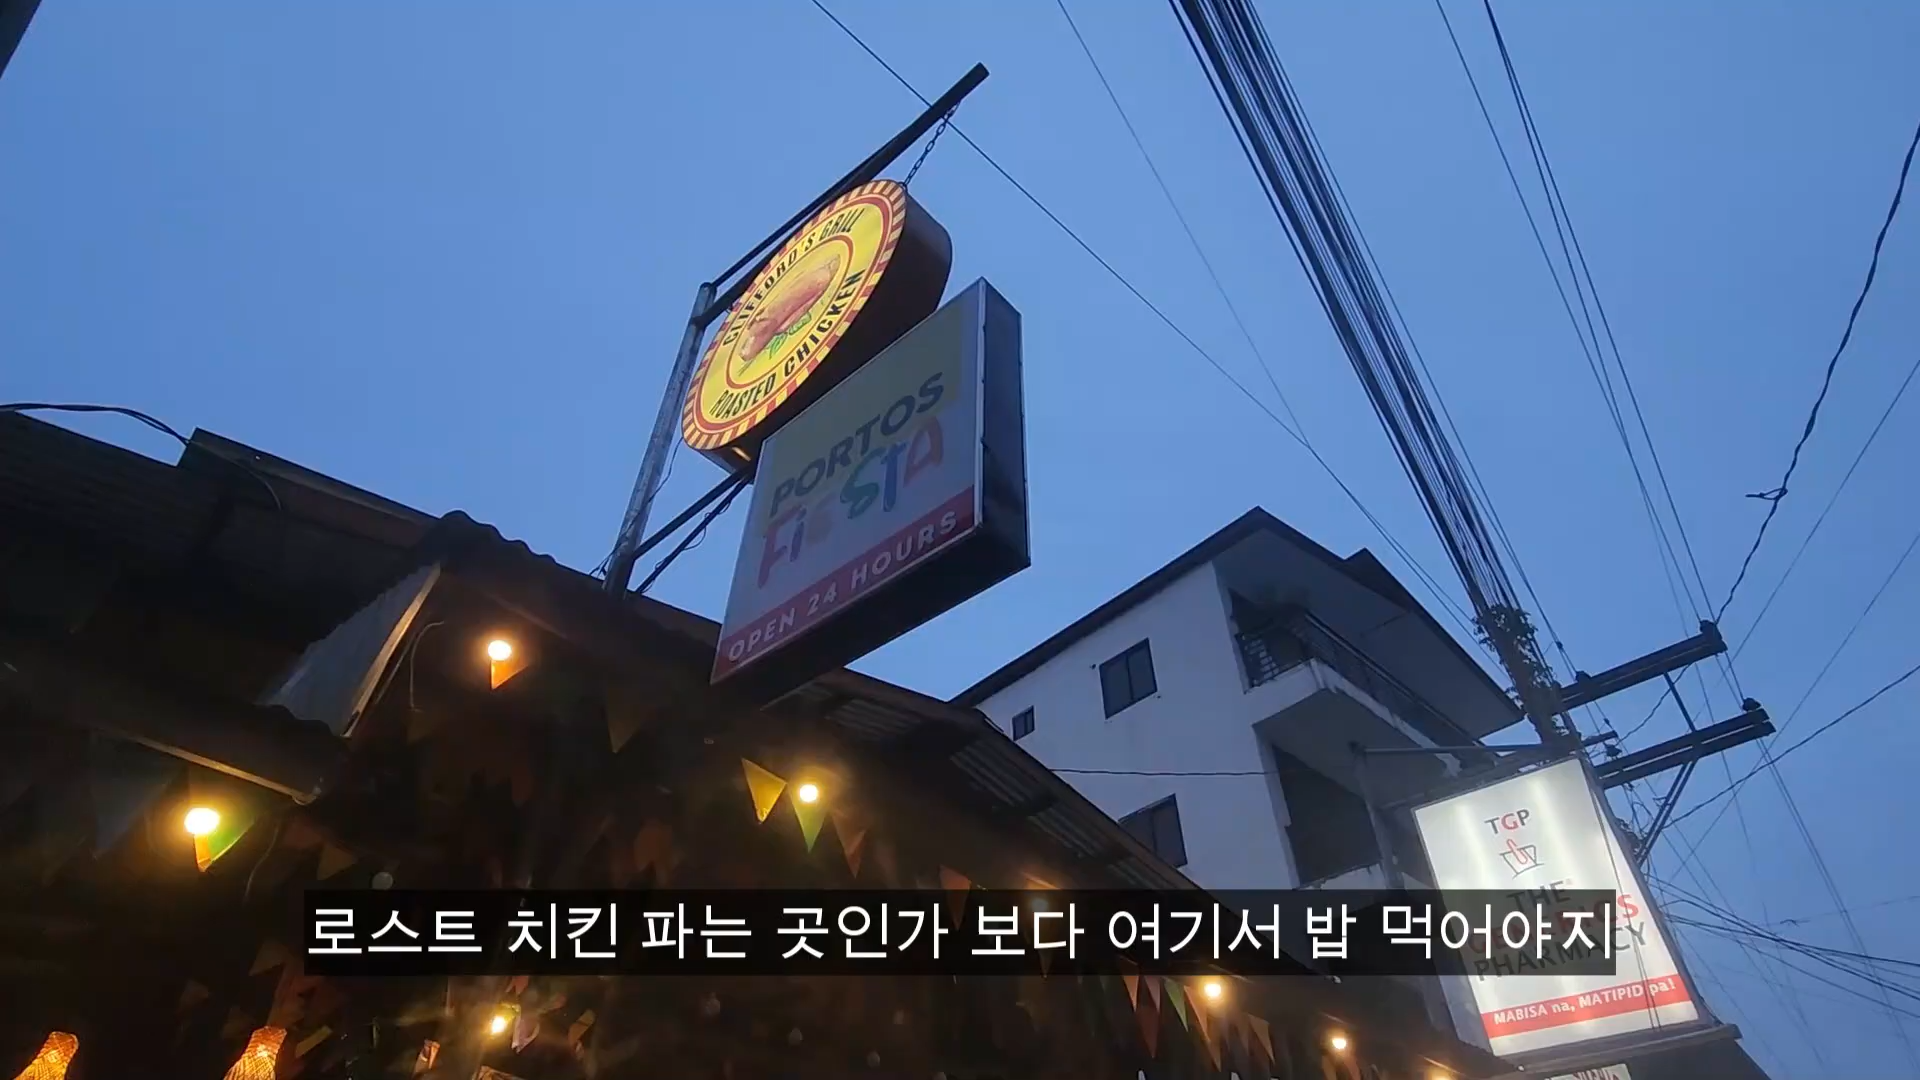 CLIFFORD'S GRILL
ROASTED CHICKEN
PORTOS
FiESTA
OPEN 24 HOURS
TGP
THE
PHARMACY
MABISA na, MATIPID pa!
로스트 치킨 파는 곳인가 보다 여기서 밥 먹어야지